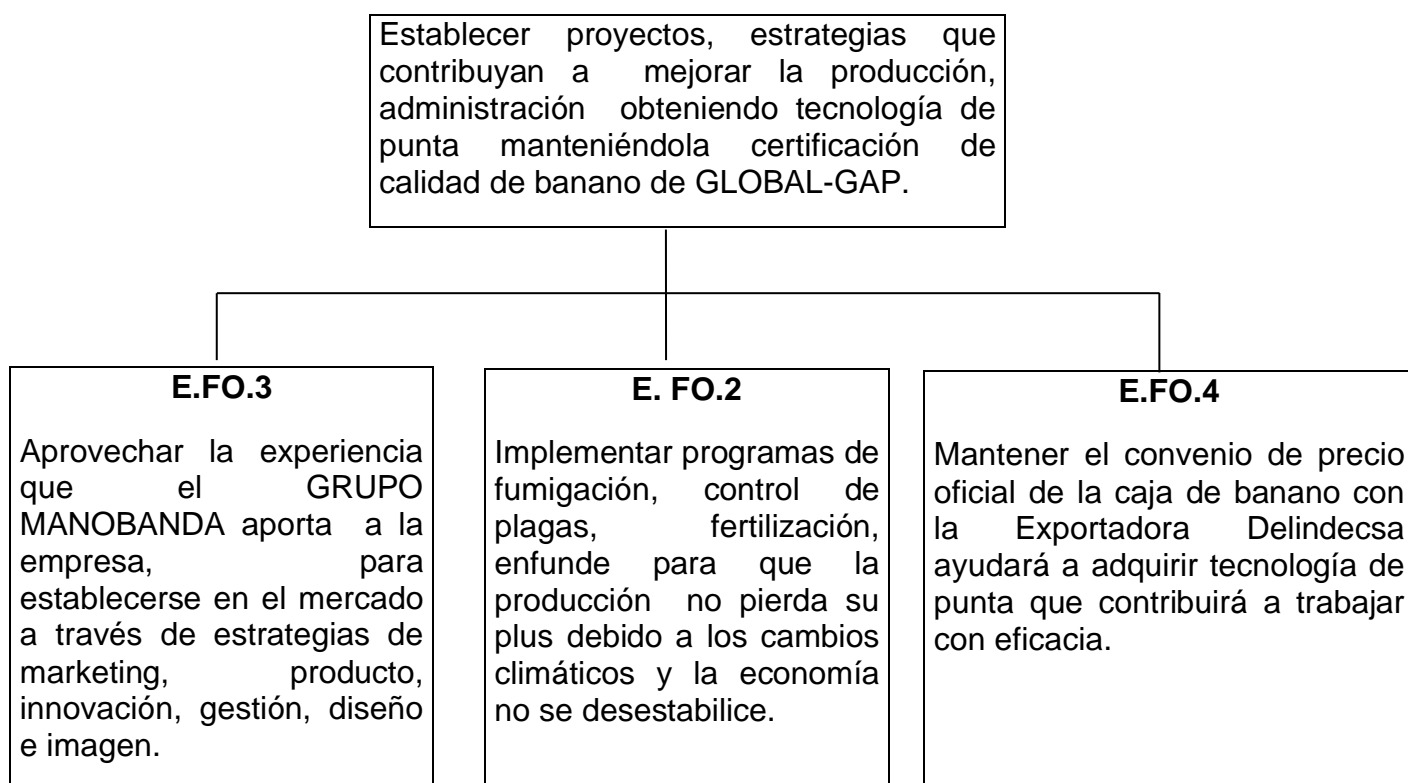 Establecer proyectos, estrategias que
contribuyan a mejorar la producción,
administración obteniendo tecnología de
punta manteniéndola certificación de
calidad de banano de GLOBAL-GAP.
E.FO.3
Aprovechar la experiencia
que el GRUPO
MANOBANDA aporta a la
empresa, para
establecerse en el mercado
a través de estrategias de
marketing, producto,
innovación, gestión, diseño
e imagen.
E. FO.2
Implementar programas de
fumigación, control de
plagas, fertilización,
enfunde para que la
producción no pierda su
plus debido a los cambios
climáticos y la economía
no se desestabilice.
E.FO.4
Mantener el convenio de precio
oficial de la caja de banano con
la Exportadora Delindecsa
ayudará a adquirir tecnología de
punta que contribuirá a trabajar
con eficacia.